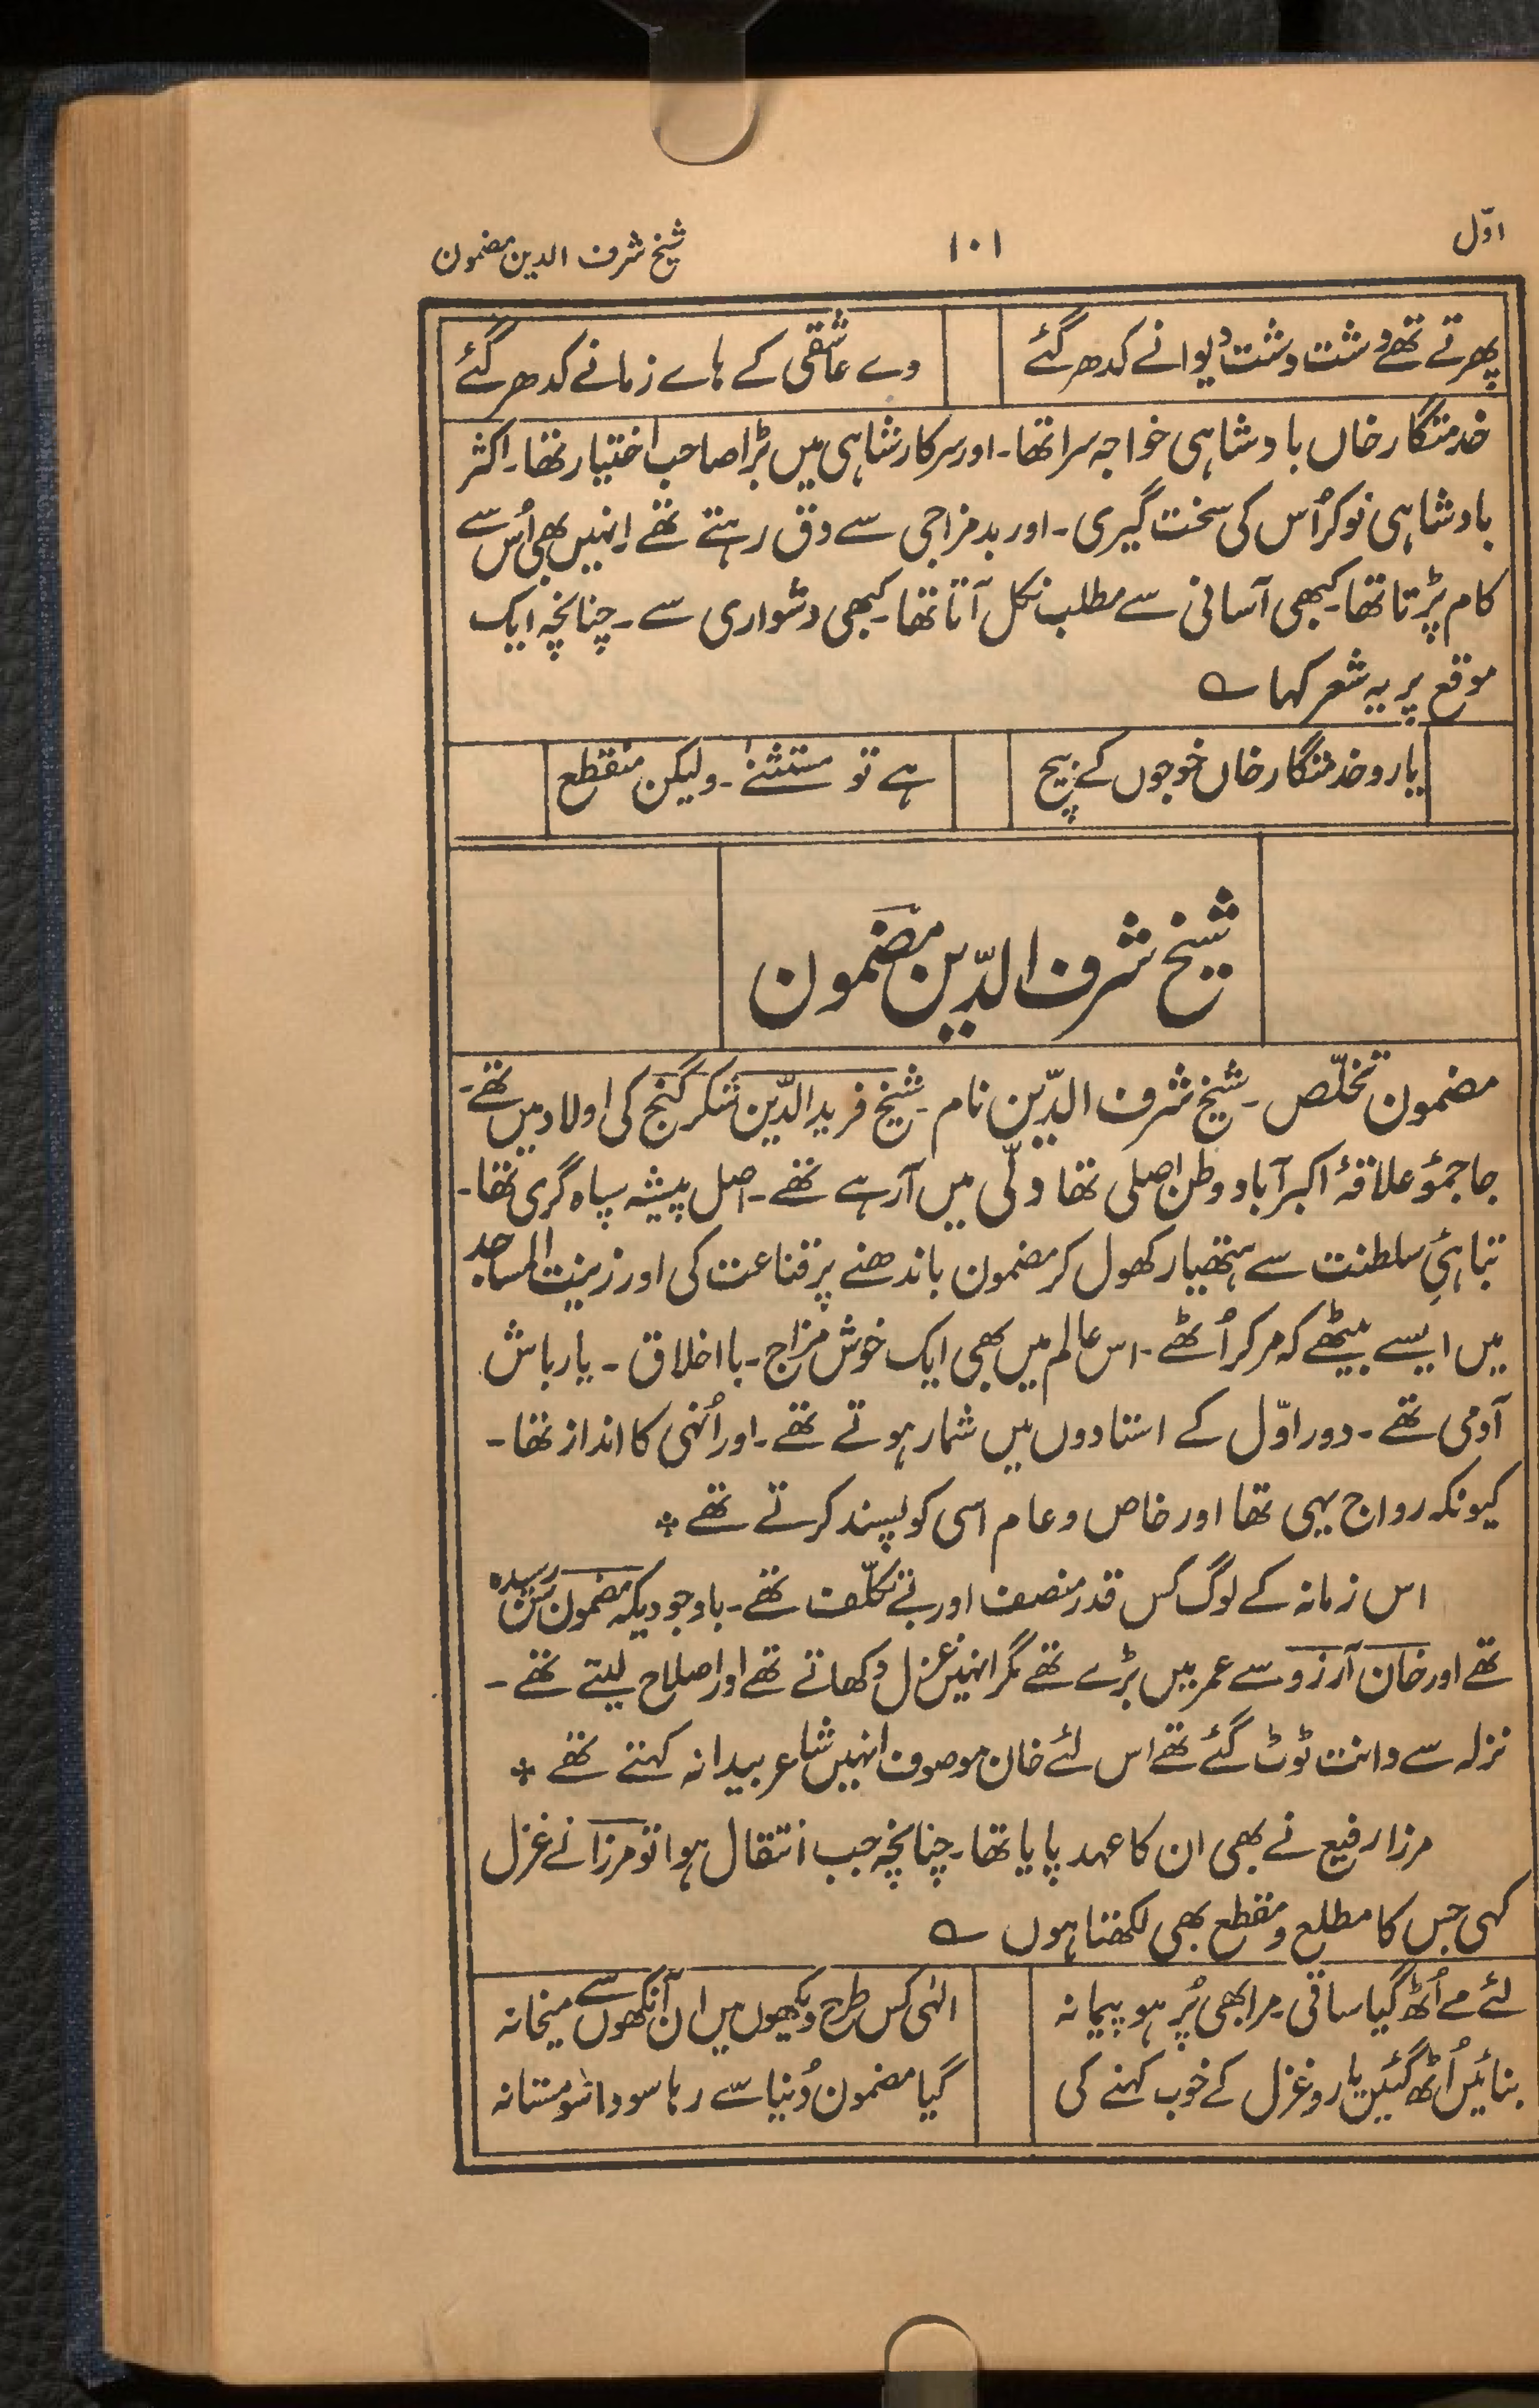 اوّل
۱۰۱
شیخ شرف الدین مضمون
پھرتے تھے دشت دشت دیوانے کدھر گئے
وے عاشقی کے ہاے زمانے کدھر گئے
خدمتگار خاں بادشاہی خواجہ سرا تھا۔ اور سرکار شاہی میں بڑا صاحب اختیار تھا۔ اکثر
بادشاہی نوکر اُس کی سخت گیری۔ اور بدمزاجی سے دق رہتے تھے انہیں بھی اُس سے
کام پڑتا تھا۔ کبھی آسانی سے مطلب نکل آتا تھا۔ کبھی دشواری سے۔ چنانچہ ایک
موقع پر یہ شعر کہا ؎
یارو خدمتگار خاں خوجوں کے بیچ
ہے تو مستثنےٰ۔ ولیکن منقطع
شیخ شرف الدّین مضمون
مضمون تخلّص۔ شیخ شرف الدّین نام۔ شیخ فرید الدّین شکر گنج کی اولاد میں تھے۔
جاجمؤ علاقۂ اکبر آباد وطن اصلی تھا دلّی میں آرہے تھے۔ اصل پیشہ سپاہ گری تھا۔
تباہیِ سلطنت سے ہتھیار کھول کر مضمون باندھنے پر قناعت کی اور زینت المساجد
میں ایسے بیٹھے کہ مر کر اُٹھے۔ اس عالم میں بھی ایک خوش مزاج۔ با اخلاق۔ یار باش
آدمی تھے۔ دور اوّل کے استادوں میں شمار ہوتے تھے۔ اور اُنہی کا انداز تھا۔
کیونکہ رواج یہی تھا اور خاص و عام اسی کو پسند کرتے تھے *
اس زمانہ کے لوگ کس قدر منصف اور بے تکلّف تھے۔ باوجودیکہ مضمون سِن رسیدہ
تھے اور خان آرزو سے عمر میں بڑے تھے مگر انہیں غزل دکھاتے تھے اور اصلاح لیتے تھے۔
نزلہ سے دانت ٹوٹ گئے تھے اس لئے خان موصوف انہیں شاعر بیدانہ کہتے تھے *
مرزا رفیع نے بھی ان کا عہد پایا تھا۔ چنانچہ جب انتقال ہوا تو مرزا نے غزل
کہی جس کا مطلع و مقطع بھی لکھتا ہوں ؎
لئے مے اُٹھ گیا ساقی۔ مرا بھی پُر ہو پیمانہ
الٰہی کس طرح دیکھوں میں ان آنکھوں سے میخانہ
بنائیں اُٹھ گئیں یارو غزل کے خوب کہنے کی
گیا مضمون دُنیا سے رہا سودا سو مستانہ